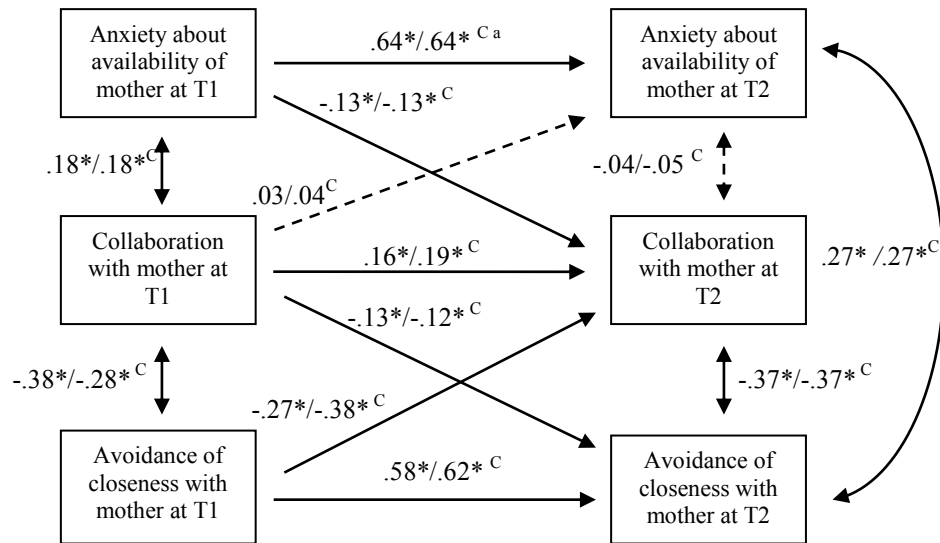 Anxiety about
availability of
mother at T1
.64*/.64* C a
Anxiety about
availability of
mother at T2
-.13*/-.13* C
.18*/.18*C
.03/.04C
-.04/-.05 C
Collaboration
with mother at
T1
.16*/.19* C
Collaboration
with mother at
T2
.27* /.27*C
-.13*/-.12* C
-.38*/-.28* C
-.27*/-.38* C
-.37*/-.37* C
Avoidance of
closeness with
mother at T1
.58*/.62* C
Avoidance of
closeness with
mother at T2